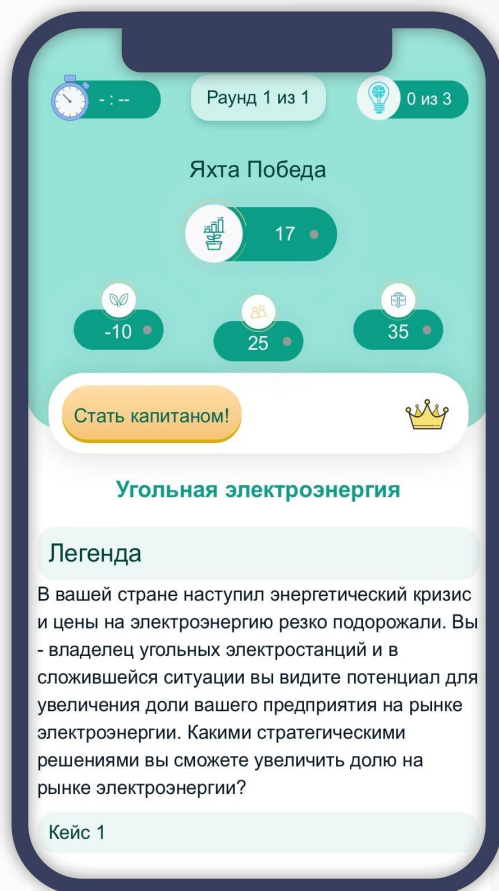 - : --
Раунд 1 из 1
0 из 3
Яхта Победа
17
-10
25
35
Стать капитаном!
Угольная электроэнергия
Легенда
В вашей стране наступил энергетический кризис
и цены на электроэнергию резко подорожали. Вы
- владелец угольных электростанций и в
сложившейся ситуации вы видите потенциал для
увеличения доли вашего предприятия на рынке
электроэнергии. Какими стратегическими
решениями вы сможете увеличить долю на
рынке электроэнергии?
Кейс 1